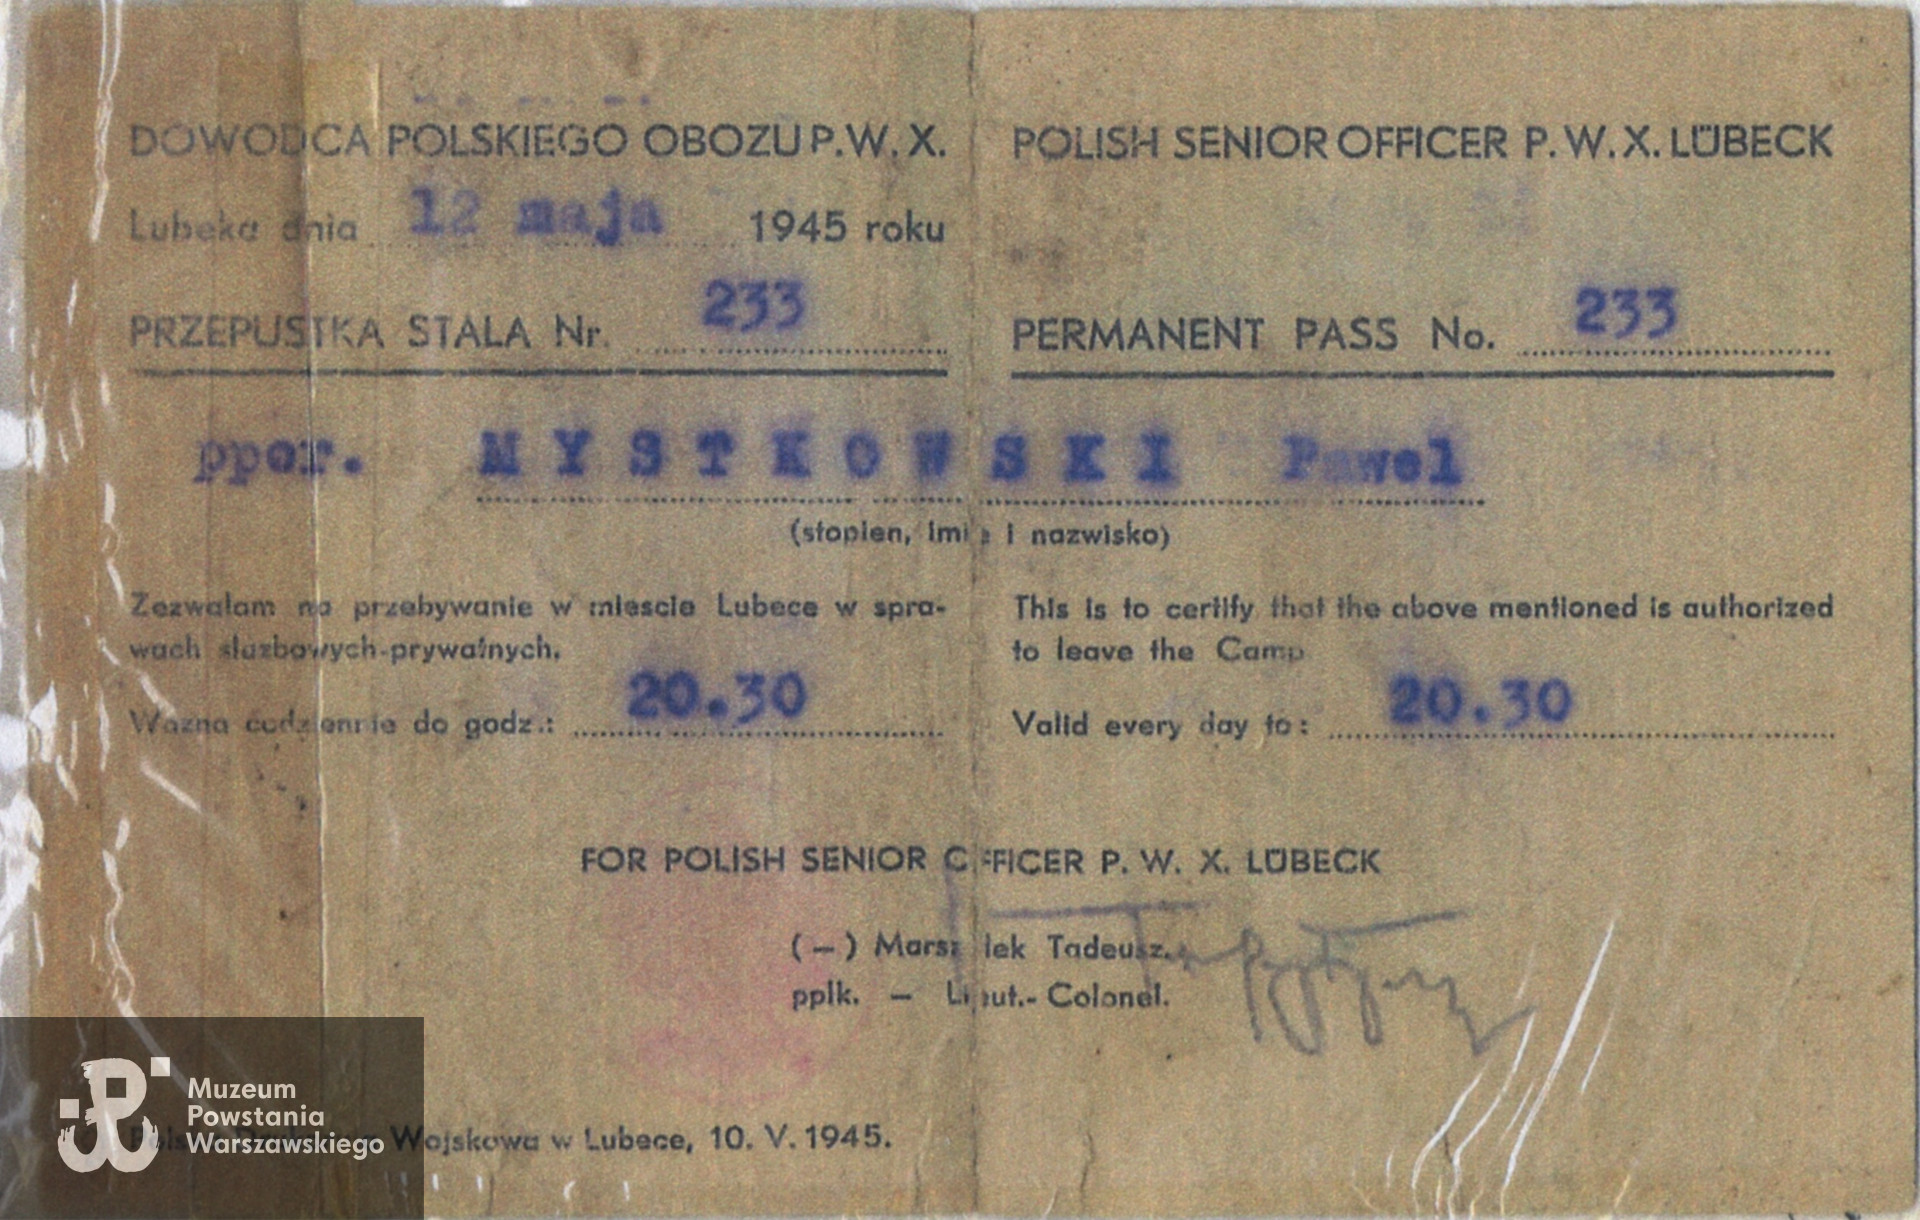 DOWODCA POLSKIEGO OBOZU P. W. X.
Lubeka dnia 12 maja 1945 roku
PRZEPUSTKA STALA Nr. 233
POLISH SENIOR OFFICER P. W. X. LÜBECK
PERMANENT PASS No. 233
ppor. MYSTKOWSKI Pawel
(stopien, imie i nazwisko)
Zezwalam na przebywanie w miescie Lubece w spra-
wach sluzbowych-prywatnych.
Wazna codziennie do godz.: 20.30
This is to certify that the above mentioned is authorized
to leave the Camp
Valid every day to: 20.30
FOR POLISH SENIOR OFFICER P. W. X. LÜBECK
(—) Marszalek Tadeusz.
pplk. — Lieut.-Colonel.
Wojskowa w Lubece, 10. V. 1945.
Muzeum
Powstania
Warszawskiego